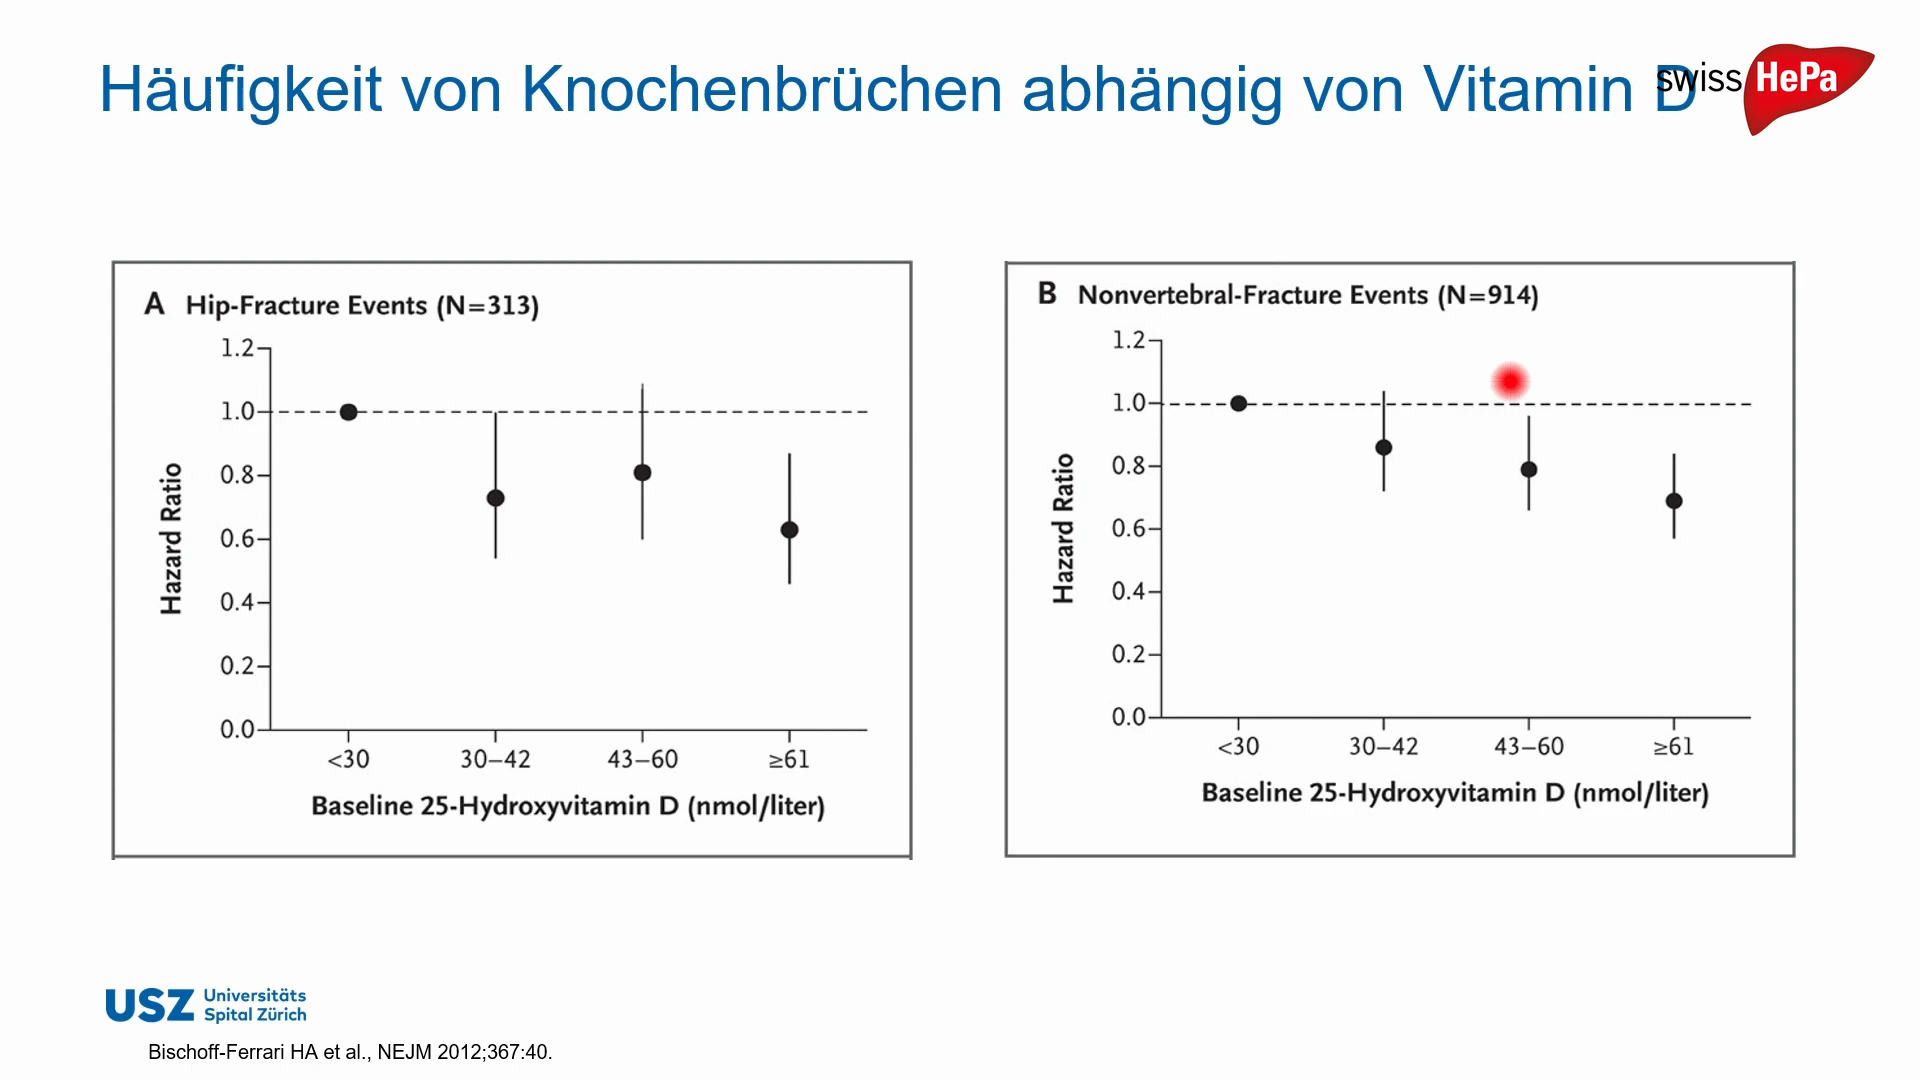 Häufigkeit von Knochenbrüchen abhängig von Vitamin D
swiss HePa
A Hip-Fracture Events (N=313)
1.2
1.0
0.8
0.6
0.4
0.2
0.0
Hazard Ratio
<30 30–42 43–60 ≥61
Baseline 25-Hydroxyvitamin D (nmol/liter)
B Nonvertebral-Fracture Events (N=914)
1.2
1.0
0.8
0.6
0.4
0.2
0.0
Hazard Ratio
<30 30–42 43–60 ≥61
Baseline 25-Hydroxyvitamin D (nmol/liter)
USZ Universitäts
Spital Zürich
Bischoff-Ferrari HA et al., NEJM 2012;367:40.